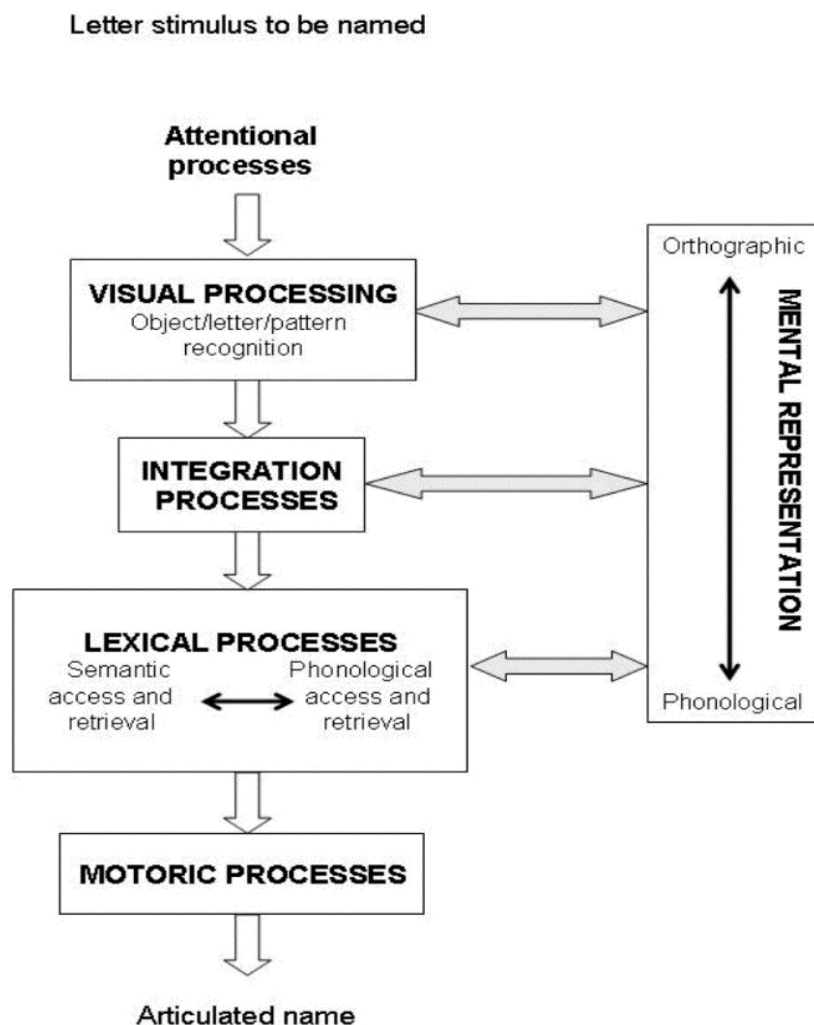 Letter stimulus to be named
Attentional
processes
VISUAL PROCESSING
Object/letter/pattern
recognition
INTEGRATION
PROCESSES
LEXICAL PROCESSES
Semantic
access and
retrieval
Phonological
access and
retrieval
MOTORIC PROCESSES
Articulated name
Orthographic
MENTAL REPRESENTATION
Phonological